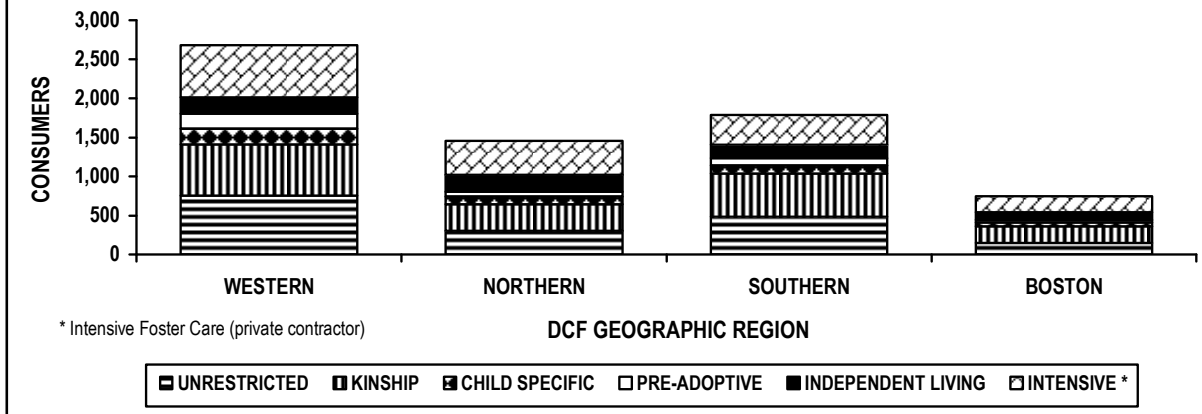 3,000
2,500
2,000
1,500
1,000
500
0
CONSUMERS
WESTERN NORTHERN SOUTHERN BOSTON
* Intensive Foster Care (private contractor) DCF GEOGRAPHIC REGION
UNRESTRICTED KINSHIP CHILD SPECIFIC PRE-ADOPTIVE INDEPENDENT LIVING INTENSIVE *